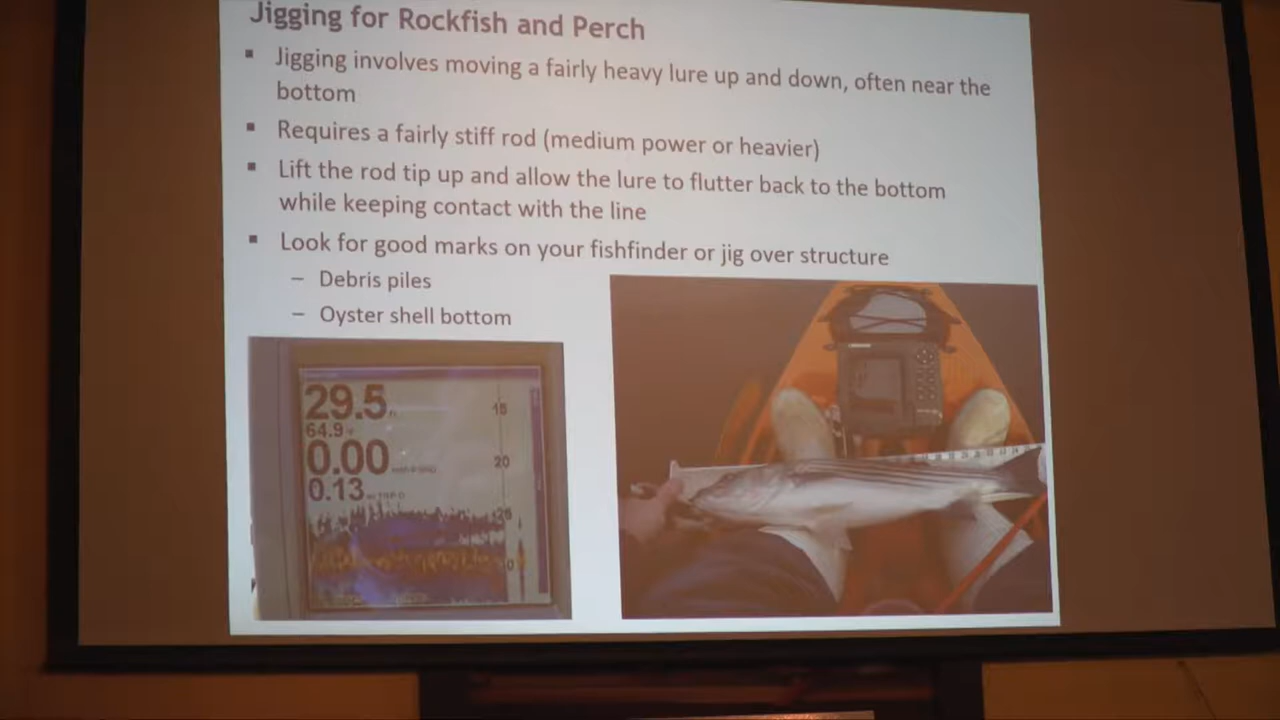 Jigging for Rockfish and Perch
▪ Jigging involves moving a fairly heavy lure up and down, often near the
bottom
▪ Requires a fairly stiff rod (medium power or heavier)
▪ Lift the rod tip up and allow the lure to flutter back to the bottom
while keeping contact with the line
▪ Look for good marks on your fishfinder or jig over structure
– Debris piles
– Oyster shell bottom
29.5
64.9
0.00
0.13
15
20
25